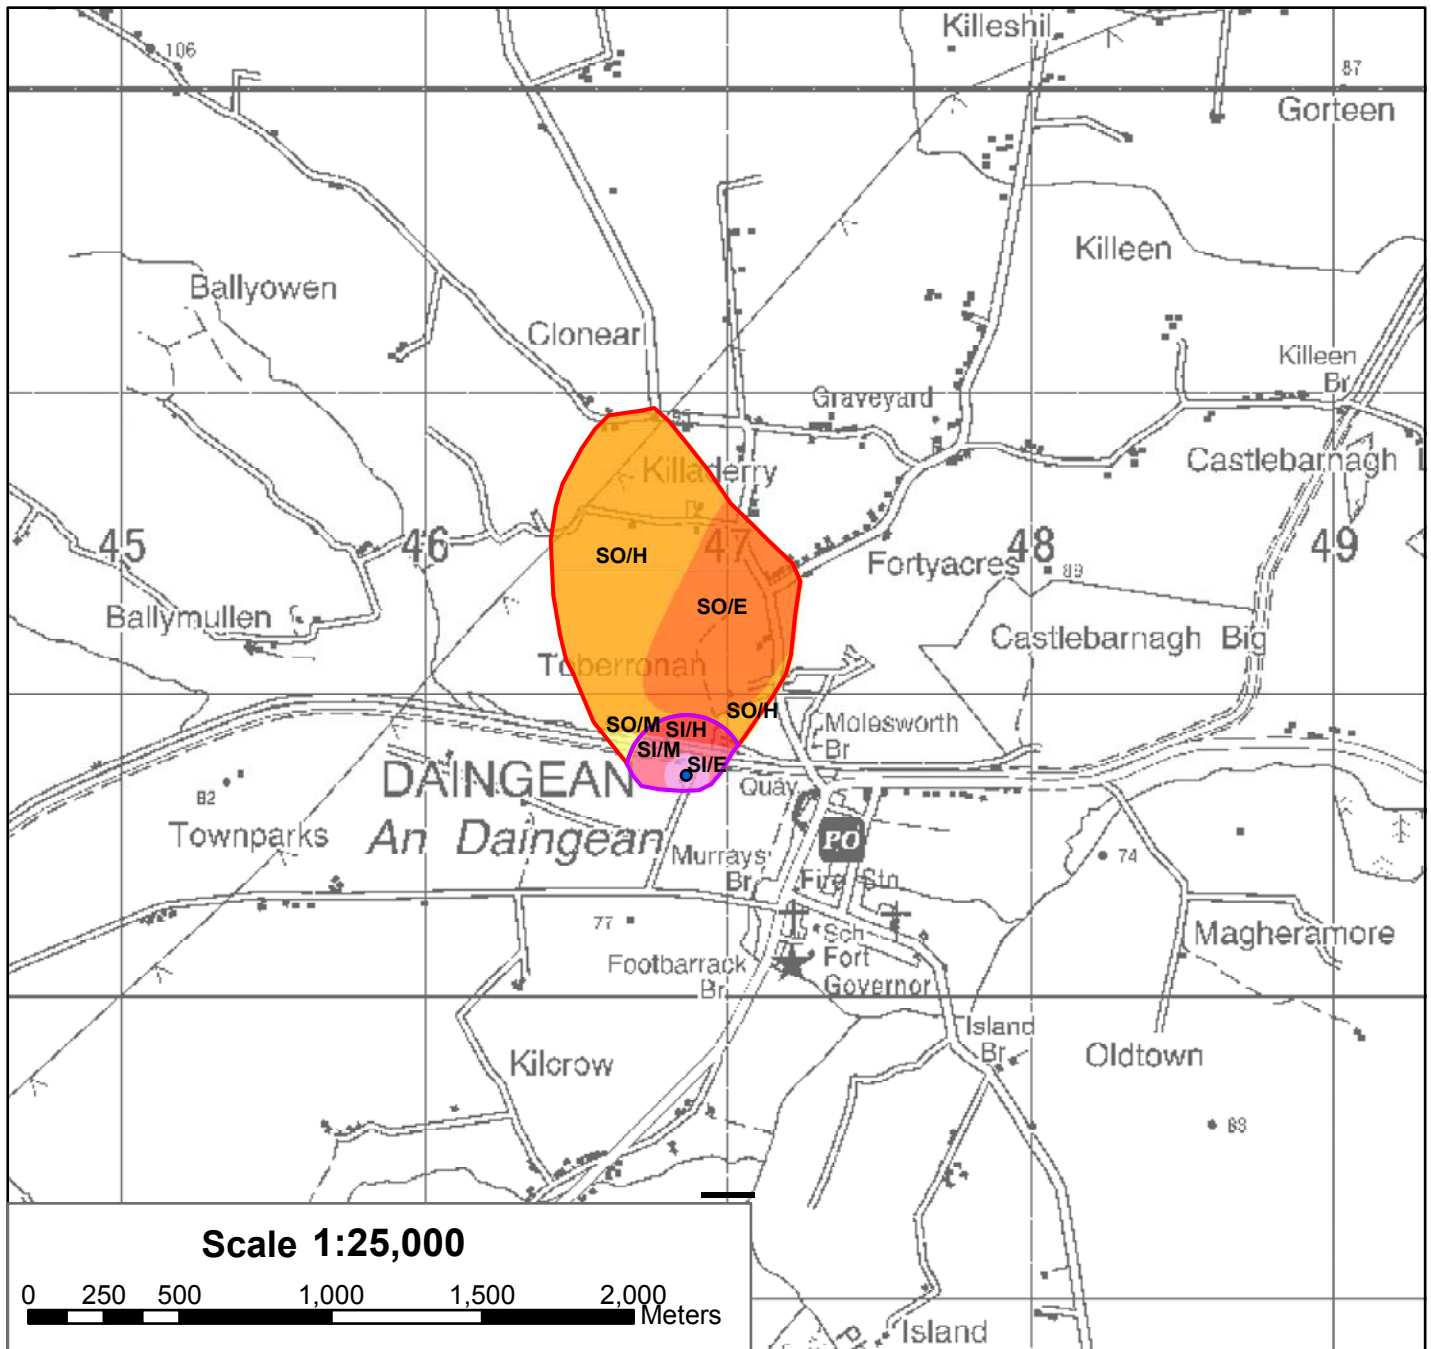 Killeshil
106
87
Gorteen
Killeen
Ballyowen
Clonearl
Killeen
Br
Graveyard
85
Killaderry
Castlebarnagh L
45
46
47
48
49
SO/H
Fortyacres
89
SO/E
Ballymullen
Castlebarnagh Big
Toberronan
SO/H
SO/M
SI/H
Molesworth
Br
SI/M
SI/E
DAINGEAN
Quay
82
Townparks
An Daingean
PO
Murrays
Br
74
Fire Stn
77
Sch
Magheramore
Footbarrack
Br
Fort
Governor
Island
Br
Oldtown
Kilcrow
83
Scale 1:25,000
0 250 500 1,000 1,500 2,000
Meters
Island